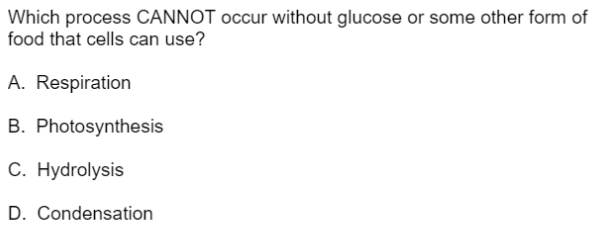 Which process CANNOT occur without glucose or some other form of
food that cells can use?
A. Respiration
B. Photosynthesis
C. Hydrolysis
D. Condensation